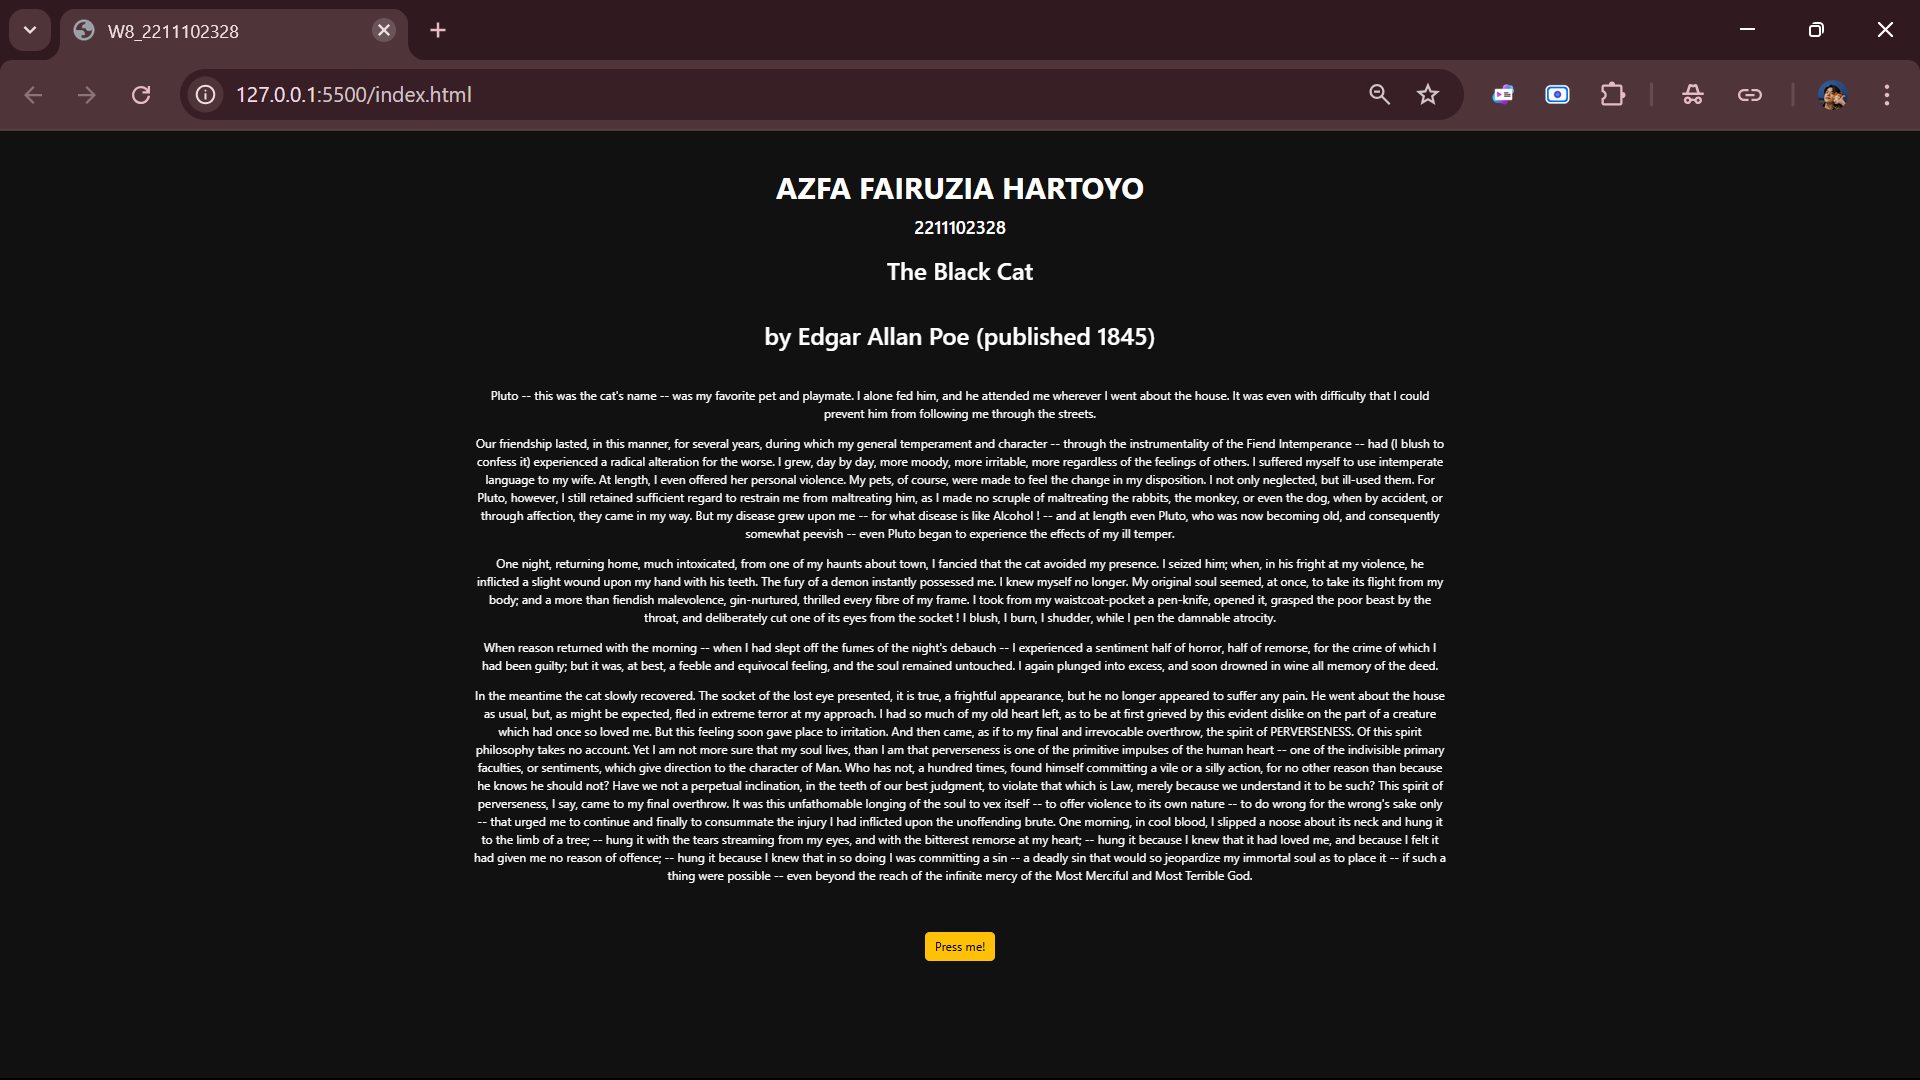 W8_2211102328
127.0.0.1:5500/index.html
AZFA FAIRUZIA HARTOYO
2211102328
The Black Cat
by Edgar Allan Poe (published 1845)
Pluto -- this was the cat's name -- was my favorite pet and playmate. I alone fed him, and he attended me wherever I went about the house. It was even with difficulty that I could
prevent him from following me through the streets.
Our friendship lasted, in this manner, for several years, during which my general temperament and character -- through the instrumentality of the Fiend Intemperance -- had (I blush to
confess it) experienced a radical alteration for the worse. I grew, day by day, more moody, more irritable, more regardless of the feelings of others. I suffered myself to use intemperate
language to my wife. At length, I even offered her personal violence. My pets, of course, were made to feel the change in my disposition. I not only neglected, but ill-used them. For
Pluto, however, I still retained sufficient regard to restrain me from maltreating him, as I made no scruple of maltreating the rabbits, the monkey, or even the dog, when by accident, or
through affection, they came in my way. But my disease grew upon me -- for what disease is like Alcohol ! -- and at length even Pluto, who was now becoming old, and consequently
somewhat peevish -- even Pluto began to experience the effects of my ill temper.
One night, returning home, much intoxicated, from one of my haunts about town, I fancied that the cat avoided my presence. I seized him; when, in his fright at my violence, he
inflicted a slight wound upon my hand with his teeth. The fury of a demon instantly possessed me. I knew myself no longer. My original soul seemed, at once, to take its flight from my
body; and a more than fiendish malevolence, gin-nurtured, thrilled every fibre of my frame. I took from my waistcoat-pocket a pen-knife, opened it, grasped the poor beast by the
throat, and deliberately cut one of its eyes from the socket ! I blush, I burn, I shudder, while I pen the damnable atrocity.
When reason returned with the morning -- when I had slept off the fumes of the night's debauch -- I experienced a sentiment half of horror, half of remorse, for the crime of which I
had been guilty; but it was, at best, a feeble and equivocal feeling, and the soul remained untouched. I again plunged into excess, and soon drowned in wine all memory of the deed.
In the meantime the cat slowly recovered. The socket of the lost eye presented, it is true, a frightful appearance, but he no longer appeared to suffer any pain. He went about the house
as usual, but, as might be expected, fled in extreme terror at my approach. I had so much of my old heart left, as to be at first grieved by this evident dislike on the part of a creature
which had once so loved me. But this feeling soon gave place to irritation. And then came, as if to my final and irrevocable overthrow, the spirit of PERVERSENESS. Of this spirit
philosophy takes no account. Yet I am not more sure that my soul lives, than I am that perverseness is one of the primitive impulses of the human heart -- one of the indivisible primary
faculties, or sentiments, which give direction to the character of Man. Who has not, a hundred times, found himself committing a vile or a silly action, for no other reason than because
he knows he should not? Have we not a perpetual inclination, in the teeth of our best judgment, to violate that which is Law, merely because we understand it to be such? This spirit of
perverseness, I say, came to my final overthrow. It was this unfathomable longing of the soul to vex itself -- to offer violence to its own nature -- to do wrong for the wrong's sake only
-- that urged me to continue and finally to consummate the injury I had inflicted upon the unoffending brute. One morning, in cool blood, I slipped a noose about its neck and hung it
to the limb of a tree; -- hung it with the tears streaming from my eyes, and with the bitterest remorse at my heart; -- hung it because I knew that it had loved me, and because I felt it
had given me no reason of offence; -- hung it because I knew that in so doing I was committing a sin -- a deadly sin that would so jeopardize my immortal soul as to place it -- if such a
thing were possible -- even beyond the reach of the infinite mercy of the Most Merciful and Most Terrible God.
Press me!